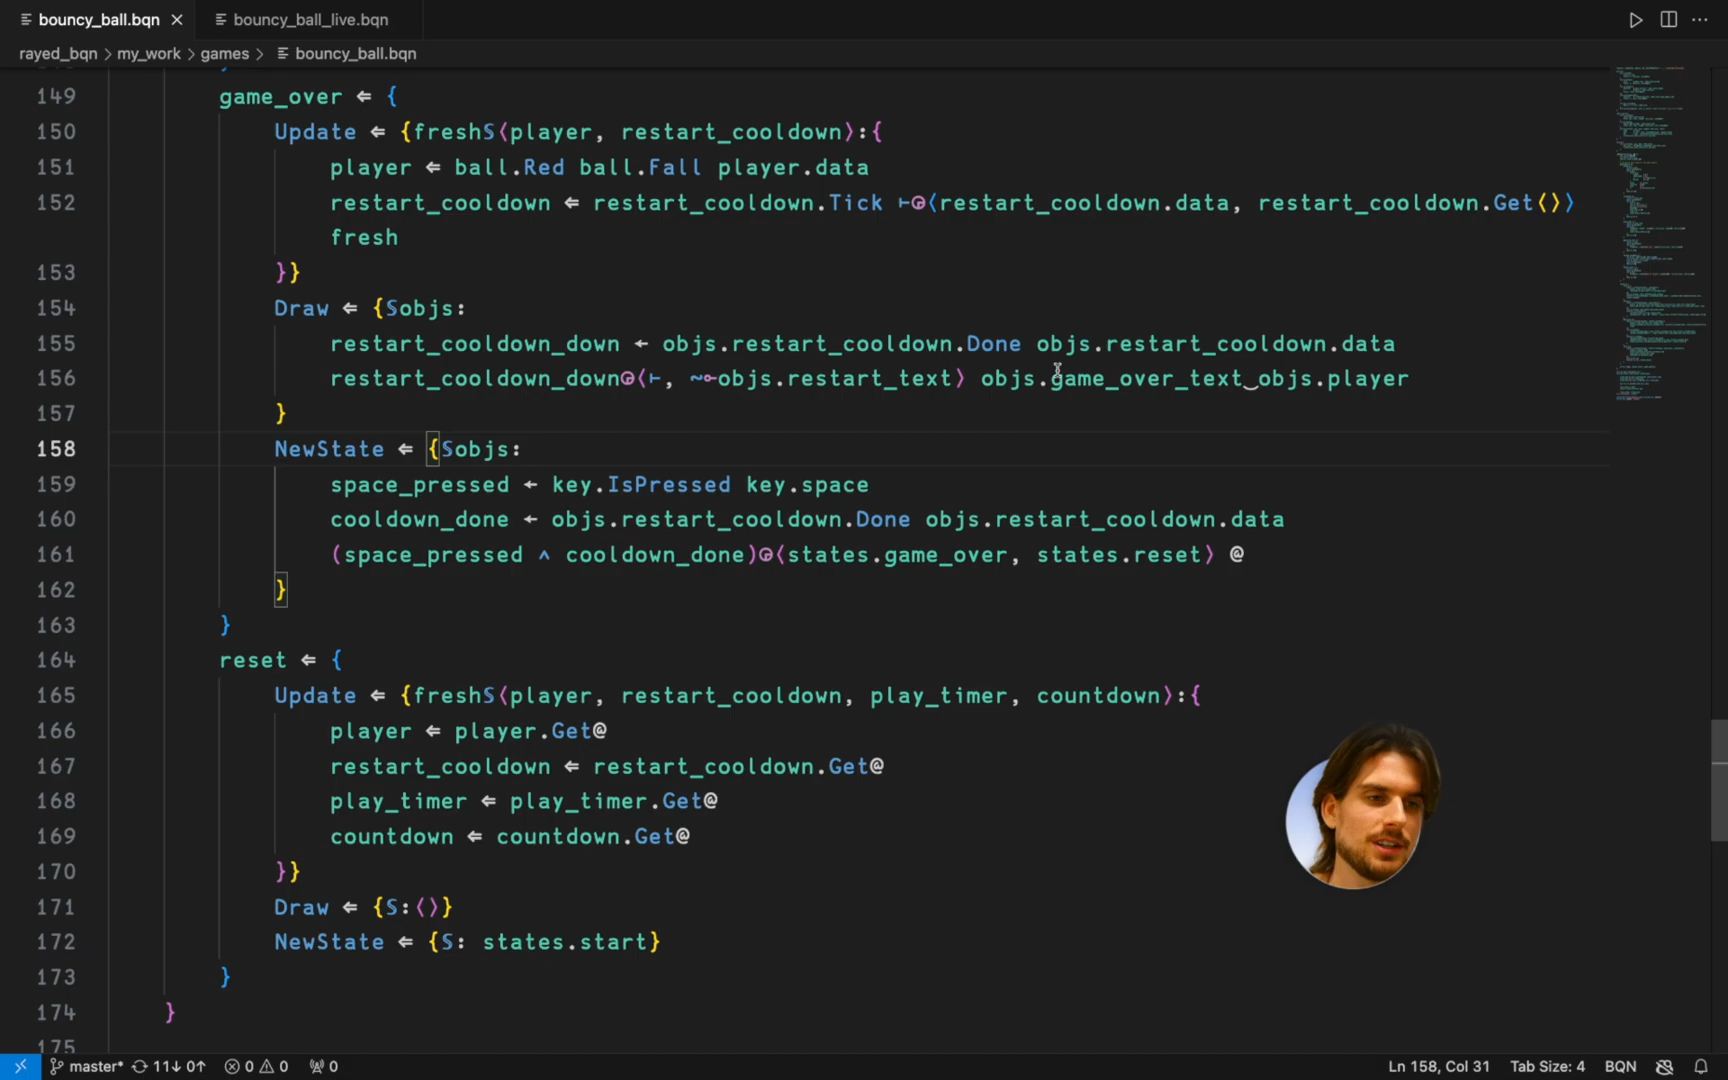 bouncy_ball.bqn
bouncy_ball_live.bqn
rayed_bqn > my_work > games > bouncy_ball.bqn
149 game_over ⇐ {
150 Update ⇐ {fresh𝕊⟨player, restart_cooldown⟩:{
151 player ⇐ ball.Red ball.Fall player.data
152 restart_cooldown ⇐ restart_cooldown.Tick ⊢◶⟨restart_cooldown.data, restart_cooldown.Get⟨⟩⟩
fresh
153 }}
154 Draw ⇐ {𝕊objs:
155 restart_cooldown_down ← objs.restart_cooldown.Done objs.restart_cooldown.data
156 restart_cooldown_down◶⟨⊢, ∾⟜objs.restart_text⟩ objs.game_over_text‿objs.player
157 }
158 NewState ⇐ {𝕊objs:
159 space_pressed ← key.IsPressed key.space
160 cooldown_done ← objs.restart_cooldown.Done objs.restart_cooldown.data
161 (space_pressed ∧ cooldown_done)◶⟨states.game_over, states.reset⟩ @
162 }
163 }
164 reset ⇐ {
165 Update ⇐ {fresh𝕊⟨player, restart_cooldown, play_timer, countdown⟩:{
166 player ⇐ player.Get@
167 restart_cooldown ⇐ restart_cooldown.Get@
168 play_timer ⇐ play_timer.Get@
169 countdown ⇐ countdown.Get@
170 }}
171 Draw ⇐ {𝕊:⟨⟩}
172 NewState ⇐ {𝕊: states.start}
173 }
174 }
175
master* 11↓ 0↑ 0 0 0
Ln 158, Col 31 Tab Size: 4 BQN